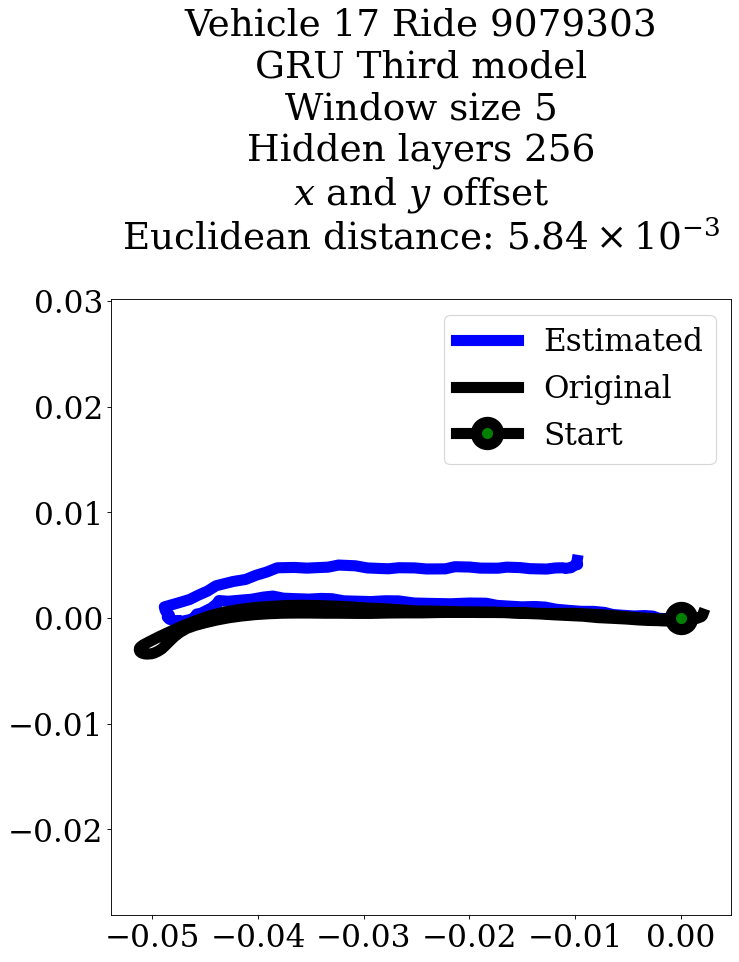 Vehicle 17 Ride 9079303
GRU Third model
Window size 5
Hidden layers 256
x and y offset
Euclidean distance: 5.84 × 10⁻³
0.03
0.02
0.01
0.00
−0.01
−0.02
Estimated
Original
Start
−0.05 −0.04 −0.03 −0.02 −0.01 0.00